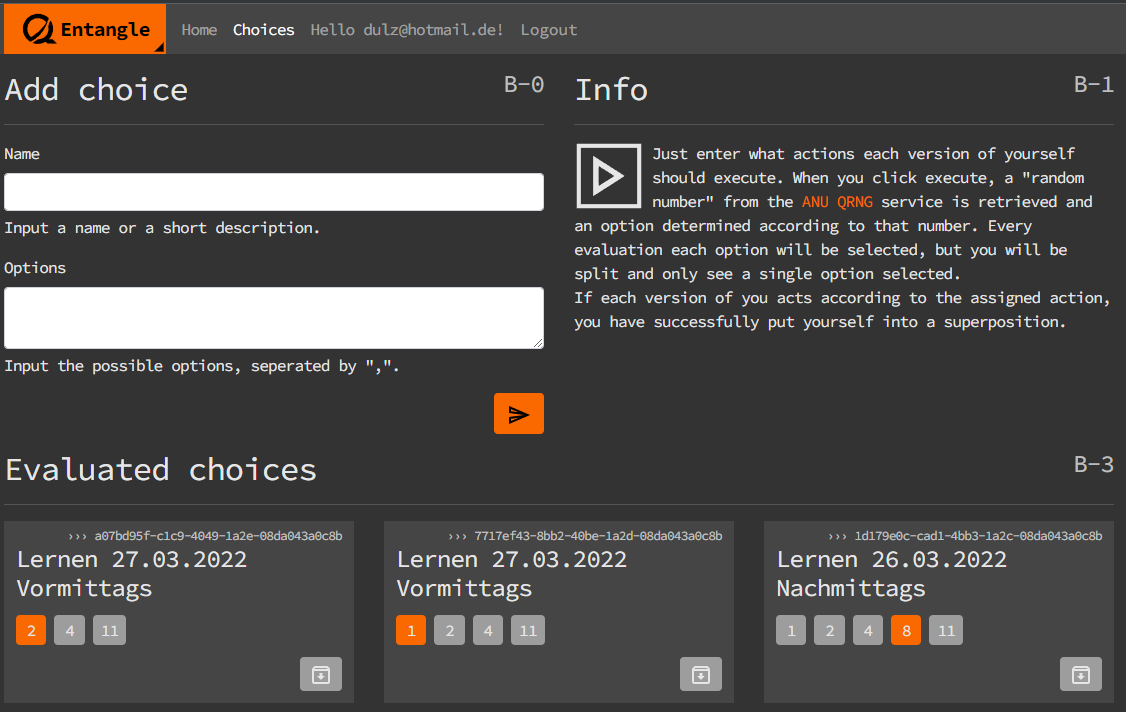 Entangle Home Choices Hello dulz@hotmail.de! Logout
Add choice B-0
Name
Input a name or a short description.
Options
Input the possible options, seperated by ",".
Info B-1
Just enter what actions each version of yourself
should execute. When you click execute, a "random
number" from the ANU QRNG service is retrieved and
an option determined according to that number. Every
evaluation each option will be selected, but you will be
split and only see a single option selected.
If each version of you acts according to the assigned action,
you have successfully put yourself into a superposition.
Evaluated choices B-3
››› a07bd95f-c1c9-4049-1a2e-08da043a0c8b
Lernen 27.03.2022
Vormittags
2 4 11
››› 7717ef43-8bb2-40be-1a2d-08da043a0c8b
Lernen 27.03.2022
Vormittags
1 2 4 11
››› 1d179e0c-cad1-4bb3-1a2c-08da043a0c8b
Lernen 26.03.2022
Nachmittags
1 2 4 8 11